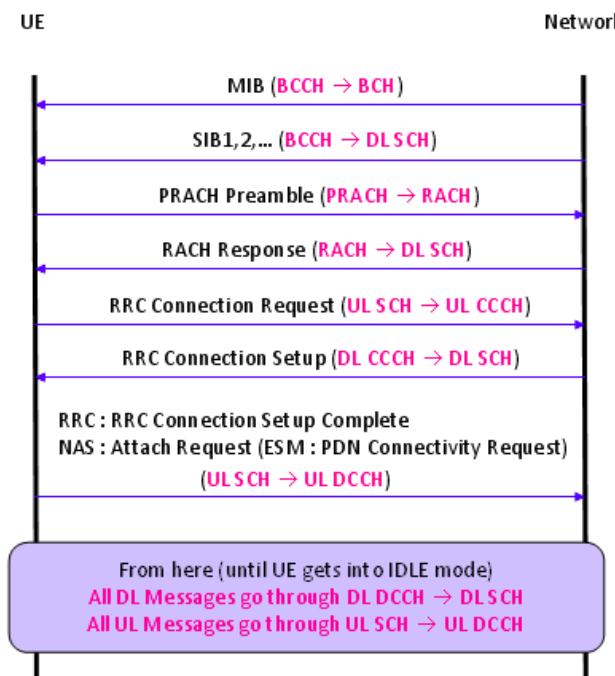 UE
Network
MIB (BCCH → BCH)
SIB1,2,... (BCCH → DL SCH)
PRACH Preamble (PRACH → RACH)
RACH Response (RACH → DL SCH)
RRC Connection Request (UL SCH → UL CCCH)
RRC Connection Setup (DL CCCH → DL SCH)
RRC : RRC Connection Setup Complete
NAS : Attach Request (ESM : PDN Connectivity Request)
(UL SCH → UL DCCH)
From here (until UE gets into IDLE mode)
All DL Messages go through DL DCCH → DL SCH
All UL Messages go through UL SCH → UL DCCH